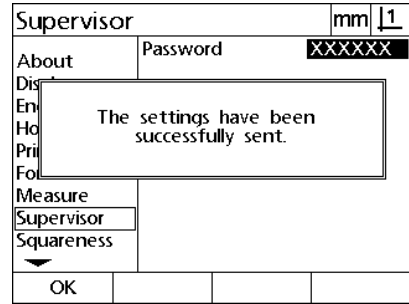 Supervisor mm 1
Password XXXXXX
About
The settings have been
successfully sent.
Measure
Supervisor
Squareness
OK